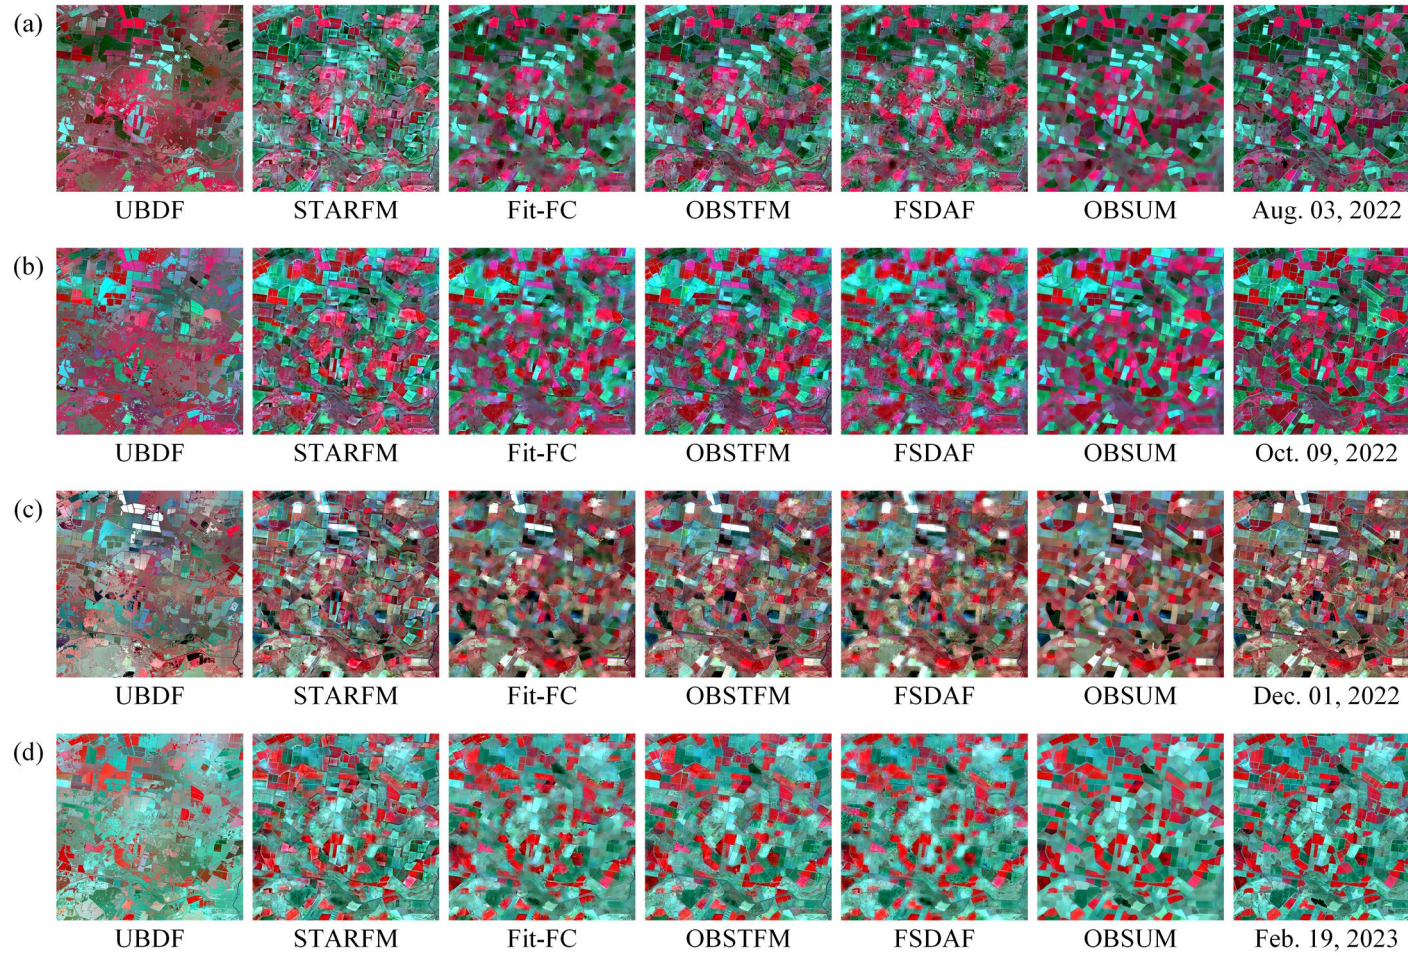 (a)
UBDF STARFM Fit-FC OBSTFM FSDAF OBSUM Aug. 03, 2022
(b)
UBDF STARFM Fit-FC OBSTFM FSDAF OBSUM Oct. 09, 2022
(c)
UBDF STARFM Fit-FC OBSTFM FSDAF OBSUM Dec. 01, 2022
(d)
UBDF STARFM Fit-FC OBSTFM FSDAF OBSUM Feb. 19, 2023